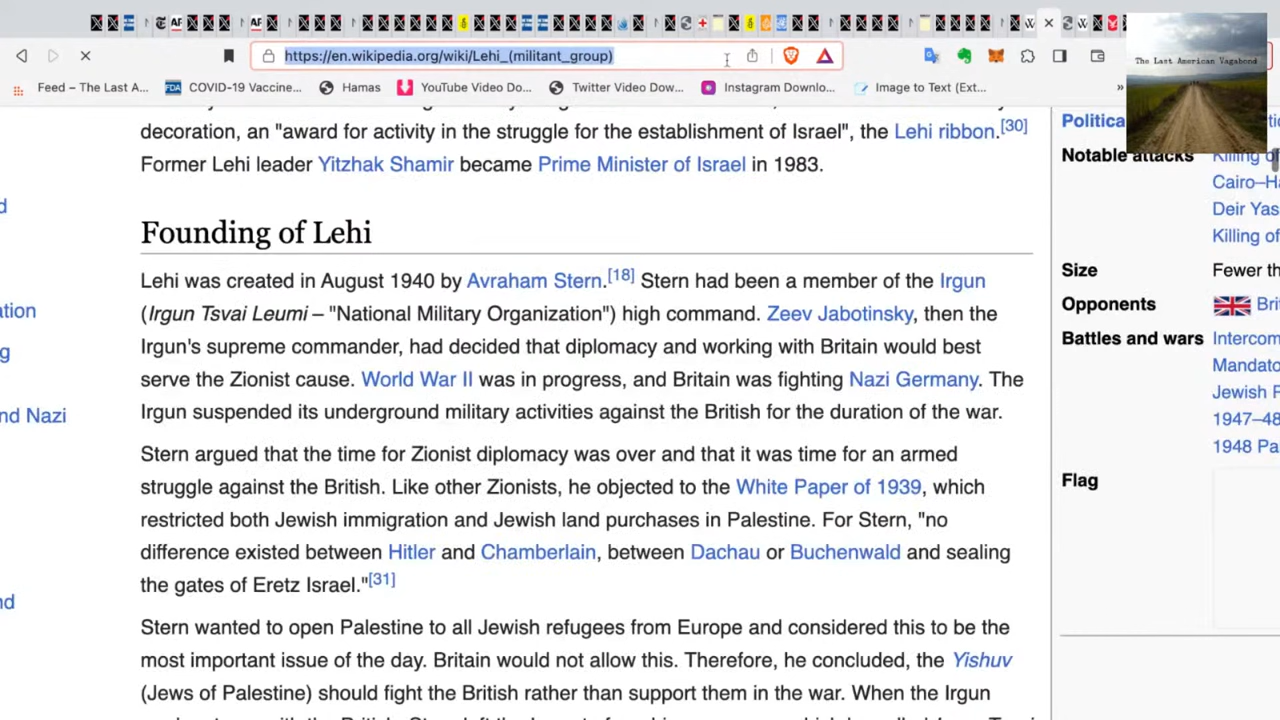 https://en.wikipedia.org/wiki/Lehi_(militant_group)
The Last American Vagabond
Feed – The Last A...
FDA
COVID-19 Vaccine...
Hamas
YouTube Video Do...
Twitter Video Dow...
Instagram Downlo...
Image to Text (Ext...
»
decoration, an "award for activity in the struggle for the establishment of Israel", the Lehi ribbon.[30]
Former Lehi leader Yitzhak Shamir became Prime Minister of Israel in 1983.
Founding of Lehi
Lehi was created in August 1940 by Avraham Stern.[18] Stern had been a member of the Irgun
(Irgun Tsvai Leumi – "National Military Organization") high command. Zeev Jabotinsky, then the
Irgun's supreme commander, had decided that diplomacy and working with Britain would best
serve the Zionist cause. World War II was in progress, and Britain was fighting Nazi Germany. The
Irgun suspended its underground military activities against the British for the duration of the war.
Stern argued that the time for Zionist diplomacy was over and that it was time for an armed
struggle against the British. Like other Zionists, he objected to the White Paper of 1939, which
restricted both Jewish immigration and Jewish land purchases in Palestine. For Stern, "no
difference existed between Hitler and Chamberlain, between Dachau or Buchenwald and sealing
the gates of Eretz Israel."[31]
Stern wanted to open Palestine to all Jewish refugees from Europe and considered this to be the
most important issue of the day. Britain would not allow this. Therefore, he concluded, the Yishuv
(Jews of Palestine) should fight the British rather than support them in the war. When the Irgun
d
ation
g
nd Nazi
nd
Politica
Notable attacks
Killing of
Cairo–Ha
Deir Yas
Killing of
Size
Fewer th
Opponents
Brit
Battles and wars
Intercom
Mandato
Jewish R
1947–48
1948 Pa
Flag